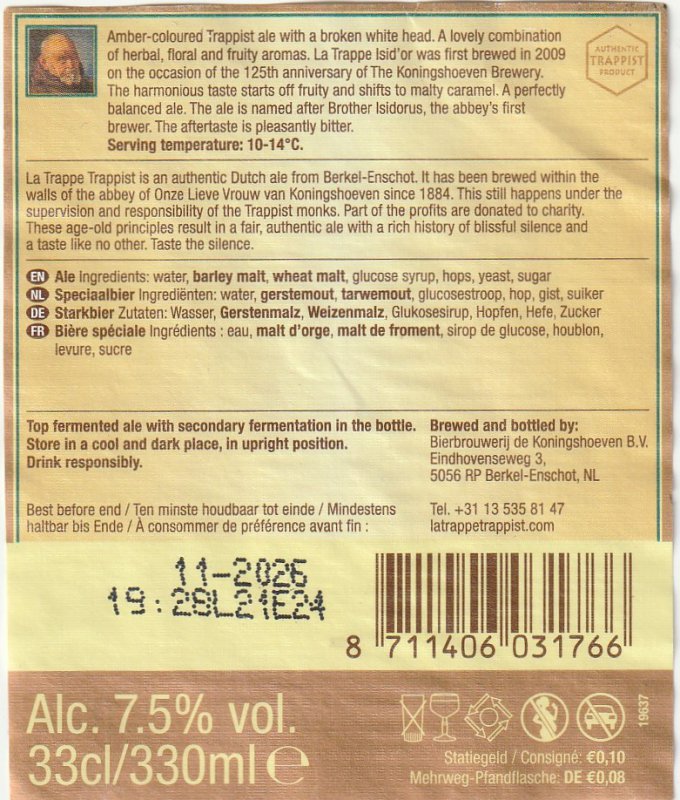 Amber-coloured Trappist ale with a broken white head. A lovely combination
of herbal, floral and fruity aromas. La Trappe Isid'or was first brewed in 2009
on the occasion of the 125th anniversary of The Koningshoeven Brewery.
The harmonious taste starts off fruity and shifts to malty caramel. A perfectly
balanced ale. The ale is named after Brother Isidorus, the abbey's first
brewer. The aftertaste is pleasantly bitter.
Serving temperature: 10-14°C.
AUTHENTIC
TRAPPIST
PRODUCT
La Trappe Trappist is an authentic Dutch ale from Berkel-Enschot. It has been brewed within the
walls of the abbey of Onze Lieve Vrouw van Koningshoeven since 1884. This still happens under the
supervision and responsibility of the Trappist monks. Part of the profits are donated to charity.
These age-old principles result in a fair, authentic ale with a rich history of blissful silence and
a taste like no other. Taste the silence.
EN Ale Ingredients: water, barley malt, wheat malt, glucose syrup, hops, yeast, sugar
NL Speciaalbier Ingrediënten: water, gerstemout, tarwemout, glucosestroop, hop, gist, suiker
DE Starkbier Zutaten: Wasser, Gerstenmalz, Weizenmalz, Glukosesirup, Hopfen, Hefe, Zucker
FR Bière spéciale Ingrédients : eau, malt d'orge, malt de froment, sirop de glucose, houblon,
levure, sucre
Top fermented ale with secondary fermentation in the bottle.
Store in a cool and dark place, in upright position.
Drink responsibly.
Brewed and bottled by:
Bierbrouwerij de Koningshoeven B.V.
Eindhovenseweg 3,
5056 RP Berkel-Enschot, NL
Best before end / Ten minste houdbaar tot einde / Mindestens
haltbar bis Ende / À consommer de préférence avant fin :
Tel. +31 13 535 81 47
latrappetrappist.com
11-2026
19:28L21E24
8 711406 031766
Alc. 7.5% vol.
33cl/330ml e
19637
Statiegeld / Consigné: €0,10
Mehrweg-Pfandflasche: DE €0,08